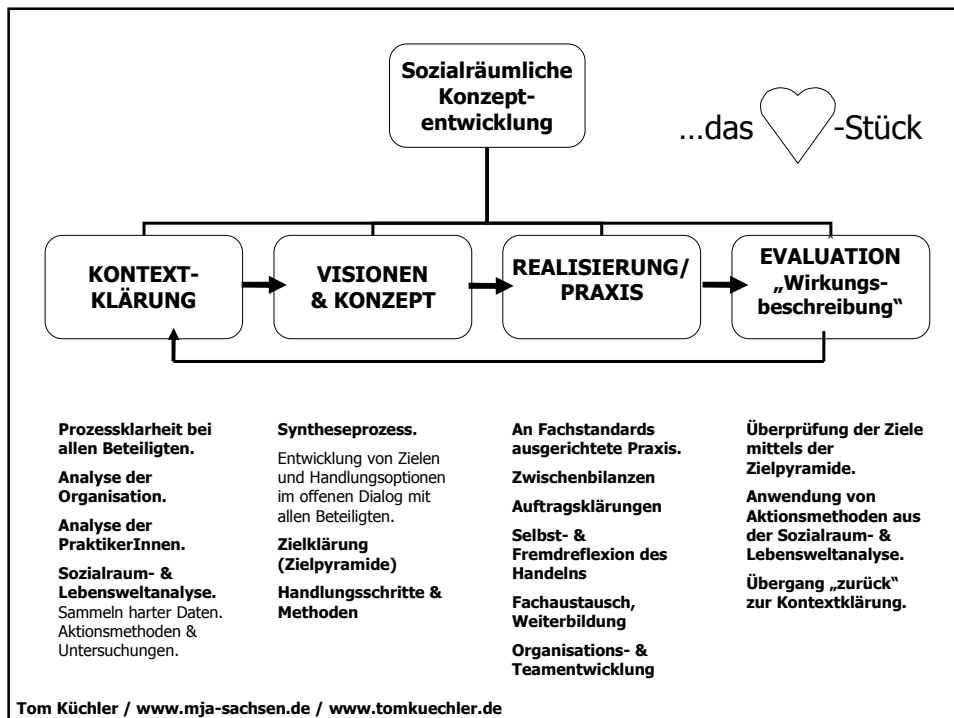 Sozialräumliche
Konzept-
entwicklung
...das
-Stück
KONTEXT-
KLÄRUNG
VISIONEN
& KONZEPT
REALISIERUNG/
PRAXIS
EVALUATION
„Wirkungs-
beschreibung“
Prozessklarheit bei
allen Beteiligten.
Analyse der
Organisation.
Analyse der
PraktikerInnen.
Sozialraum- &
Lebensweltanalyse.
Sammeln harter Daten.
Aktionsmethoden &
Untersuchungen.
Syntheseprozess.
Entwicklung von Zielen
und Handlungsoptionen
im offenen Dialog mit
allen Beteiligten.
Zielklärung
(Zielpyramide)
Handlungsschritte &
Methoden
An Fachstandards
ausgerichtete Praxis.
Zwischenbilanzen
Auftragsklärungen
Selbst- &
Fremdreflexion des
Handelns
Fachaustausch,
Weiterbildung
Organisations- &
Teamentwicklung
Überprüfung der Ziele
mittels der
Zielpyramide.
Anwendung von
Aktionsmethoden aus
der Sozialraum- &
Lebensweltanalyse.
Übergang „zurück“
zur Kontextklärung.
Tom Küchler / www.mja-sachsen.de / www.tomkuechler.de